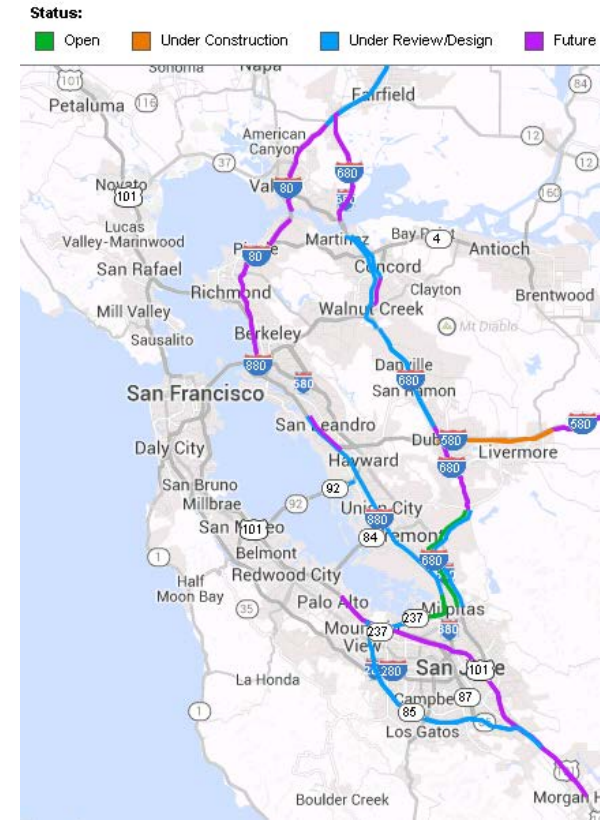 Status:
Open Under Construction Under Review/Design Future
Sonoma Napa
101 84
Petaluma 116 Fairfield
American
Canyon 12
37 12
Novato 80 680
101 160
Lucas
Valley-Marinwood Martinez Bay 4 Antioch
80 Concord
San Rafael
Richmond Clayton Brentwood
Mill Valley Walnut Creek
Mt Diablo
Sausalito Berkeley
880 Danville
580 680
San Francisco San Ramon
San Leandro 580
Daly City 580 Livermore
Hayward 680
San Bruno 92
Millbrae 92 Union City
880
San Mateo 101 84 Fremont
1 Belmont 680
Redwood City
Half
Moon Bay 35 Palo Alto 237 Milpitas
Mountain 237 880
View
280 San Jose 101
La Honda
Campbell 87
1 85 85
Los Gatos
101
Boulder Creek Morgan H